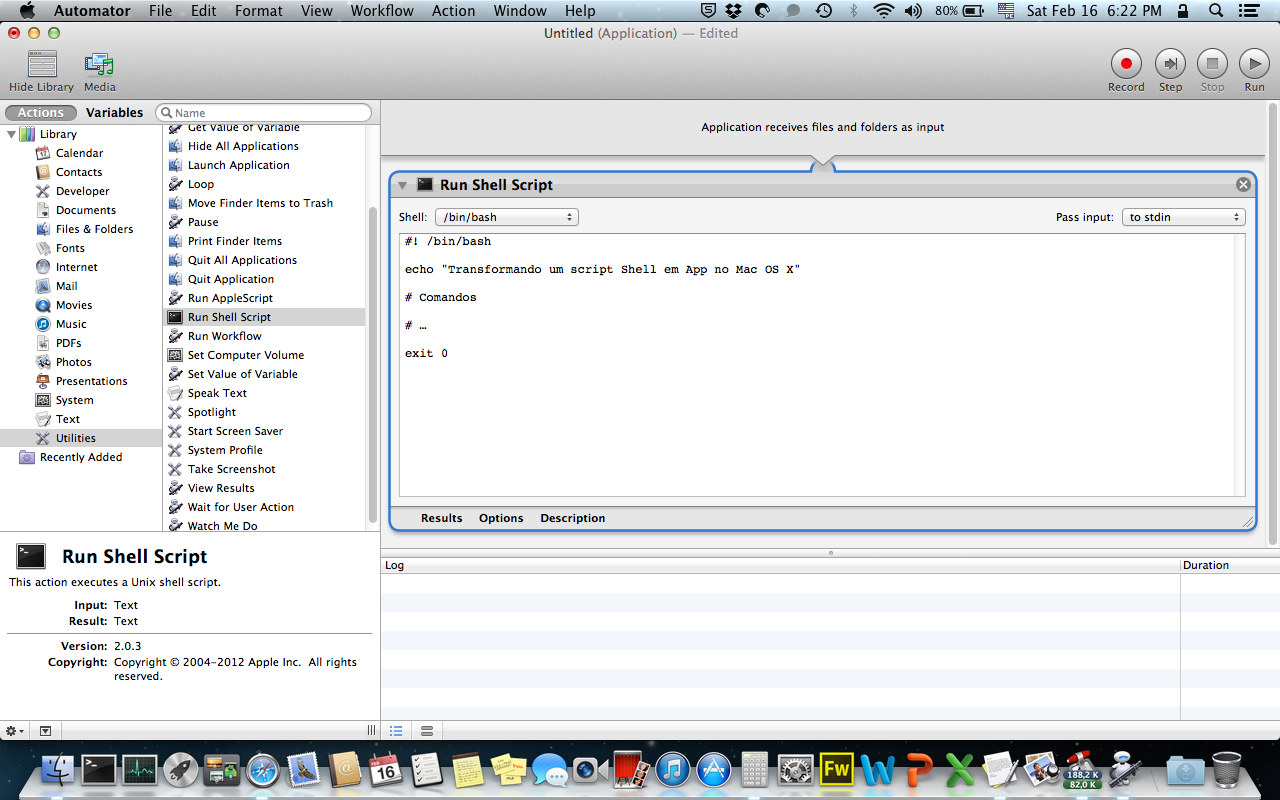 Automator File Edit Format View Workflow Action Window Help 80% Sat Feb 16 6:22 PM
Untitled (Application) — Edited
Hide Library Media Record Step Stop Run
Actions Variables Name
Library
Calendar
Contacts
Developer
Documents
Files & Folders
Fonts
Internet
Mail
Movies
Music
PDFs
Photos
Presentations
System
Text
Utilities
Recently Added
Get Value of Variable
Hide All Applications
Launch Application
Loop
Move Finder Items to Trash
Pause
Print Finder Items
Quit All Applications
Quit Application
Run AppleScript
Run Shell Script
Run Workflow
Set Computer Volume
Set Value of Variable
Speak Text
Spotlight
Start Screen Saver
System Profile
Take Screenshot
View Results
Wait for User Action
Watch Me Do
Run Shell Script
This action executes a Unix shell script.
Input: Text
Result: Text
Version: 2.0.3
Copyright: Copyright © 2004-2012 Apple Inc. All rights
reserved.
Application receives files and folders as input
Run Shell Script
Shell: /bin/bash Pass input: to stdin
#! /bin/bash
echo "Transformando um script Shell em App no Mac OS X"
# Comandos
# …
exit 0
Results Options Description
Log Duration
16
Fw
188,2 K
82,0 K